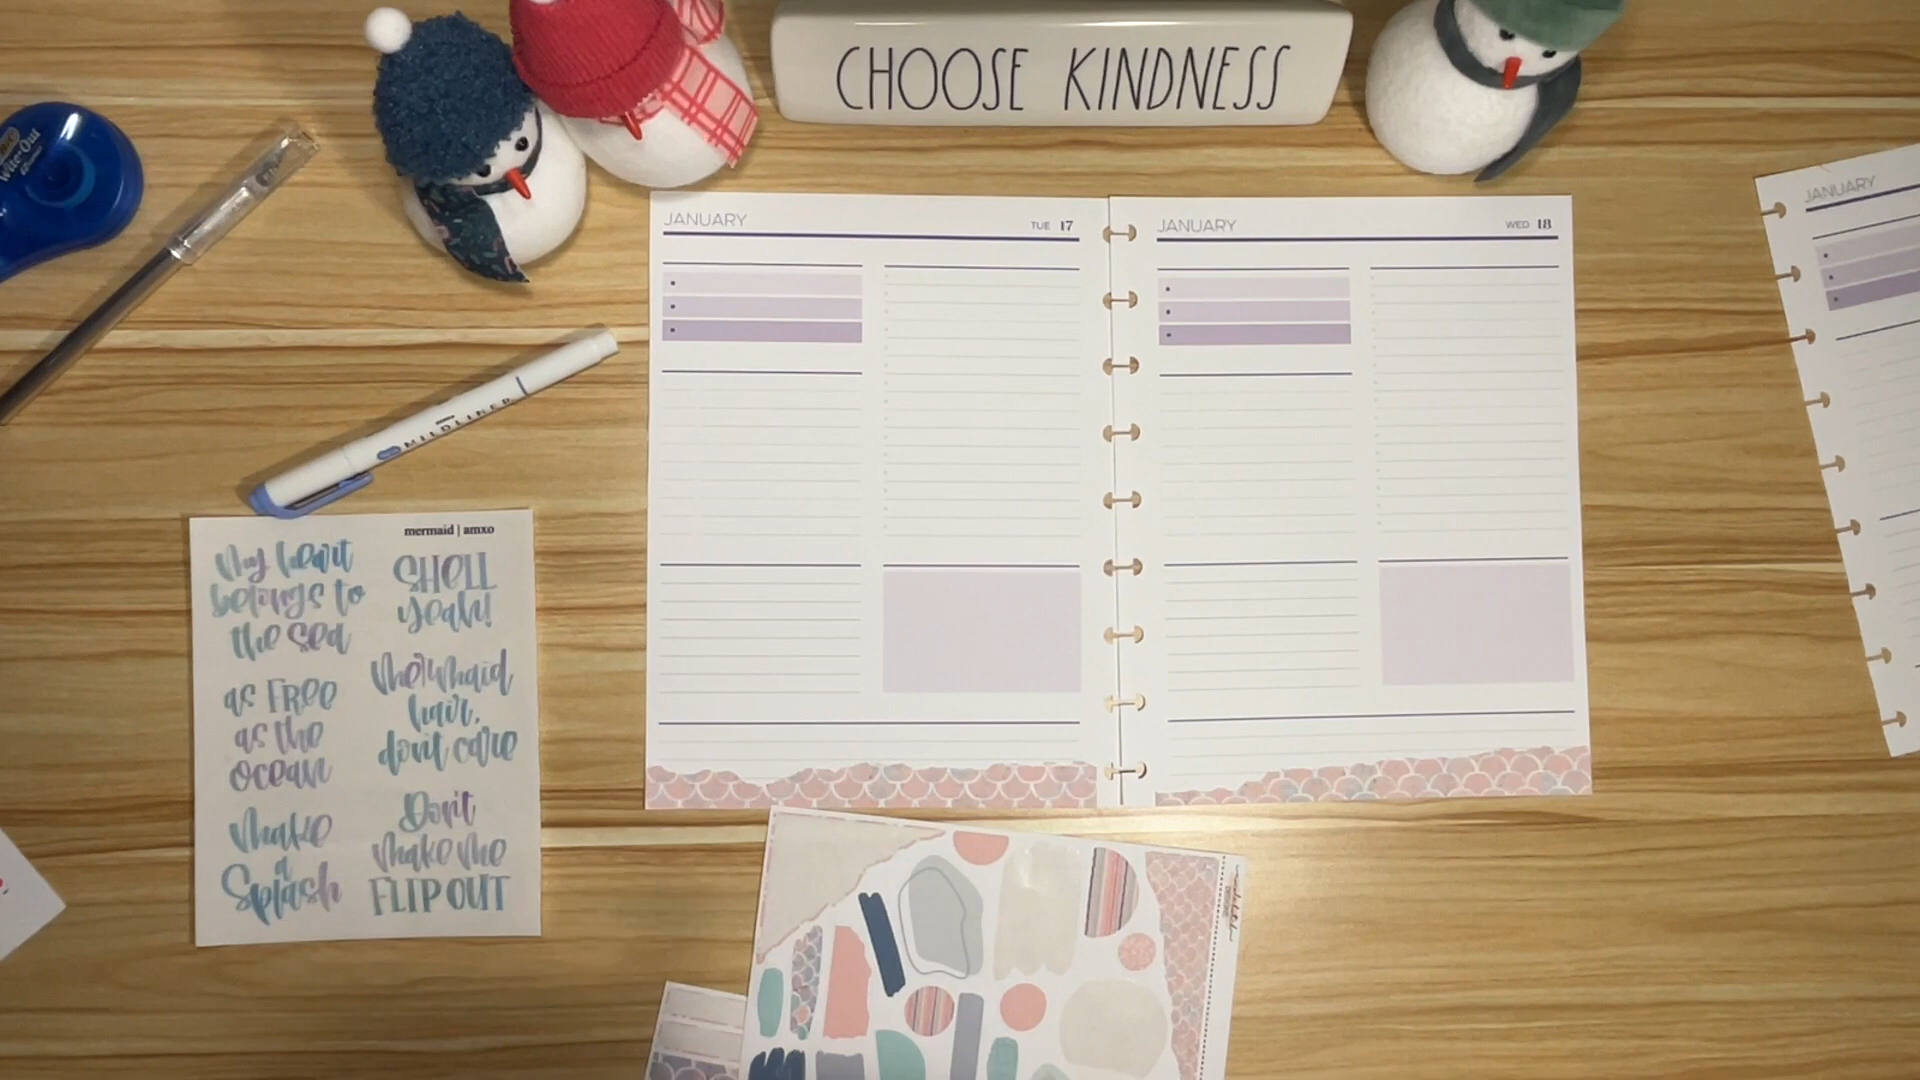 CHOOSE KINDNESS
Wite-Out
JANUARY
TUE 17
JANUARY
WED 18
JANUARY
MILDLINER
mermaid | amxo
My heart
belongs to
the sea
SHELL
yeah!
as FREE
as the
ocean
Mermaid
hair,
don't care
Make
a
Splash
Don't
Make Me
FLIP OUT